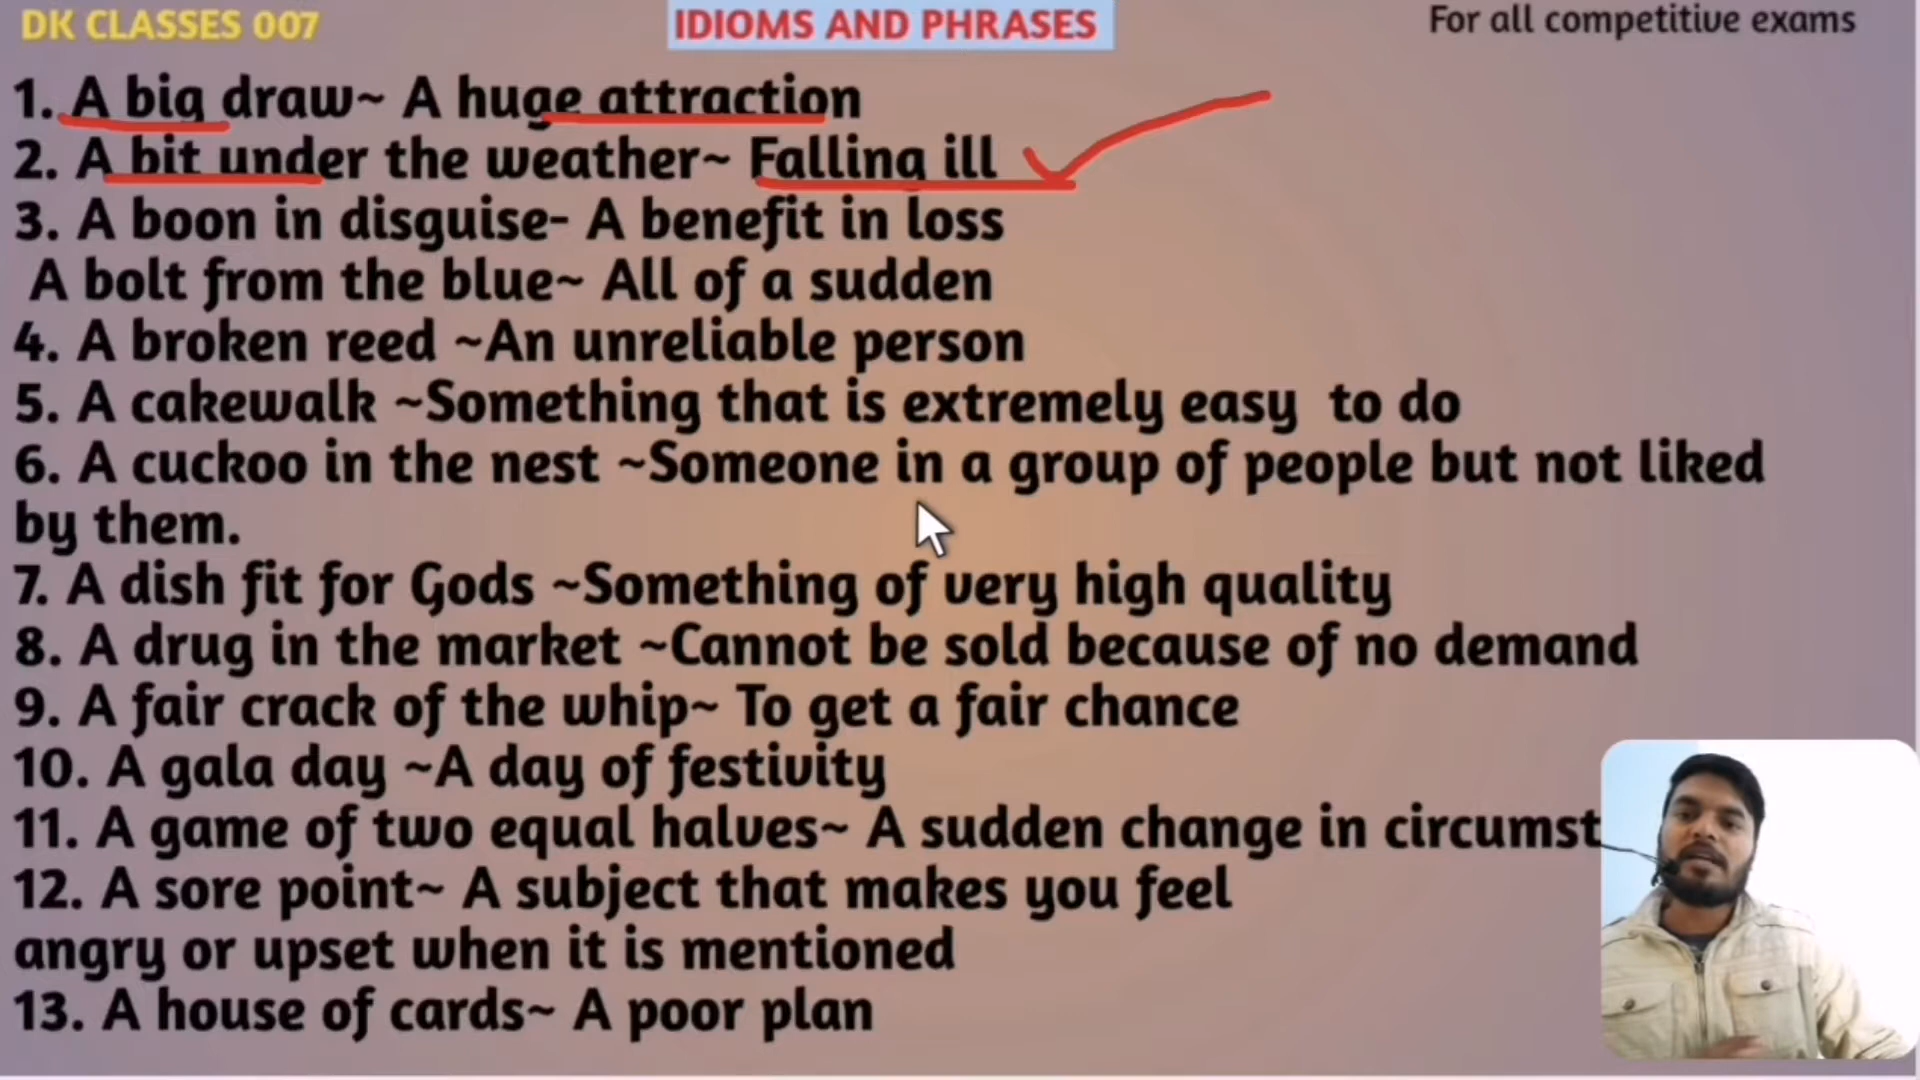 DK CLASSES 007
IDIOMS AND PHRASES
For all competitive exams
1. A big draw~ A huge attraction
2. A bit under the weather~ Falling ill
3. A boon in disguise- A benefit in loss
A bolt from the blue~ All of a sudden
4. A broken reed ~An unreliable person
5. A cakewalk ~Something that is extremely easy to do
6. A cuckoo in the nest ~Someone in a group of people but not liked
by them.
7. A dish fit for Gods ~Something of very high quality
8. A drug in the market ~Cannot be sold because of no demand
9. A fair crack of the whip~ To get a fair chance
10. A gala day ~A day of festivity
11. A game of two equal halves~ A sudden change in circumst
12. A sore point~ A subject that makes you feel
angry or upset when it is mentioned
13. A house of cards~ A poor plan